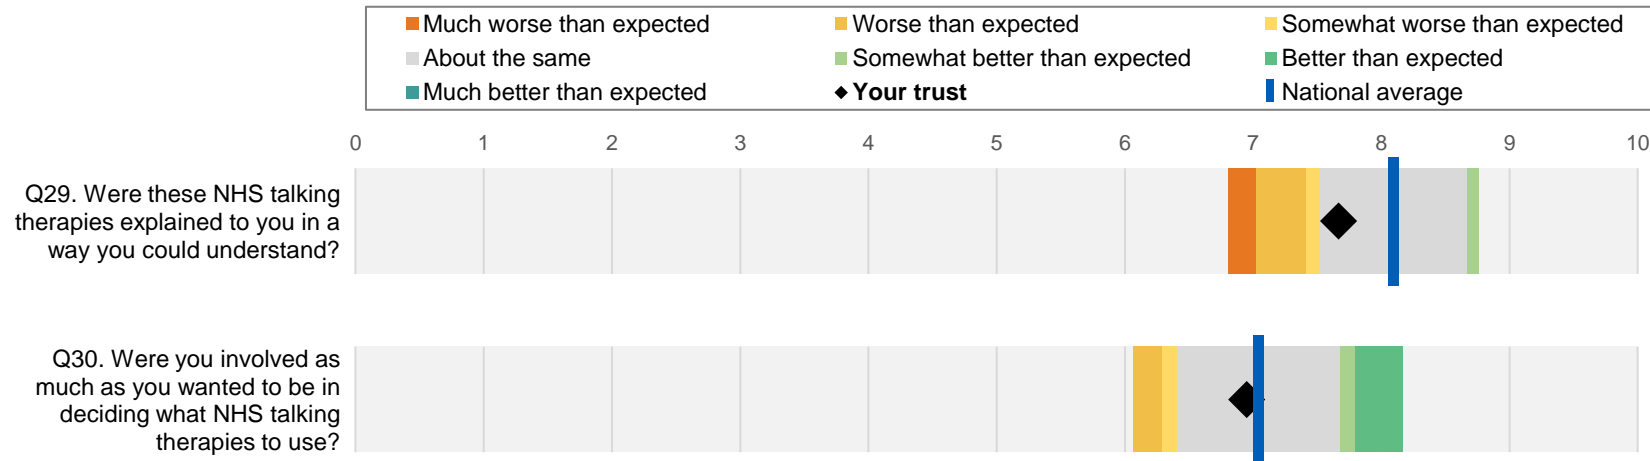 Much worse than expected
Worse than expected
Somewhat worse than expected
About the same
Somewhat better than expected
Better than expected
Much better than expected
Your trust
National average
0 1 2 3 4 5 6 7 8 9 10
Q29. Were these NHS talking
therapies explained to you in a
way you could understand?
Q30. Were you involved as
much as you wanted to be in
deciding what NHS talking
therapies to use?